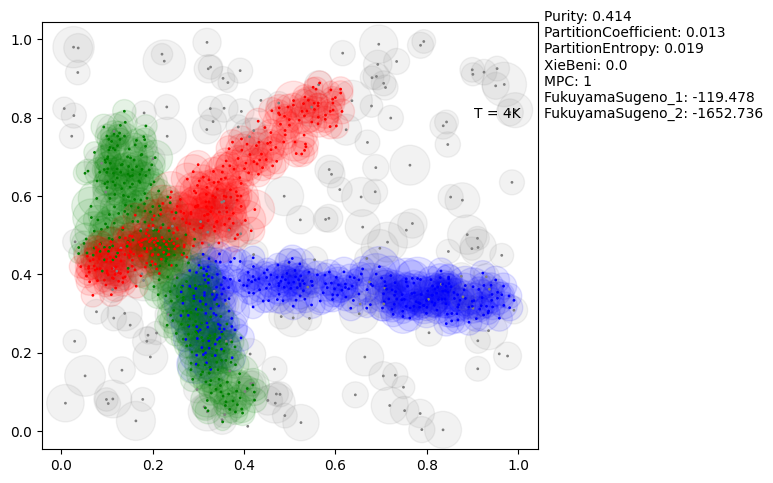 Purity: 0.414
PartitionCoefficient: 0.013
PartitionEntropy: 0.019
XieBeni: 0.0
MPC: 1
FukuyamaSugeno_1: -119.478
FukuyamaSugeno_2: -1652.736
T = 4K
1.0
0.8
0.6
0.4
0.2
0.0
0.0 0.2 0.4 0.6 0.8 1.0